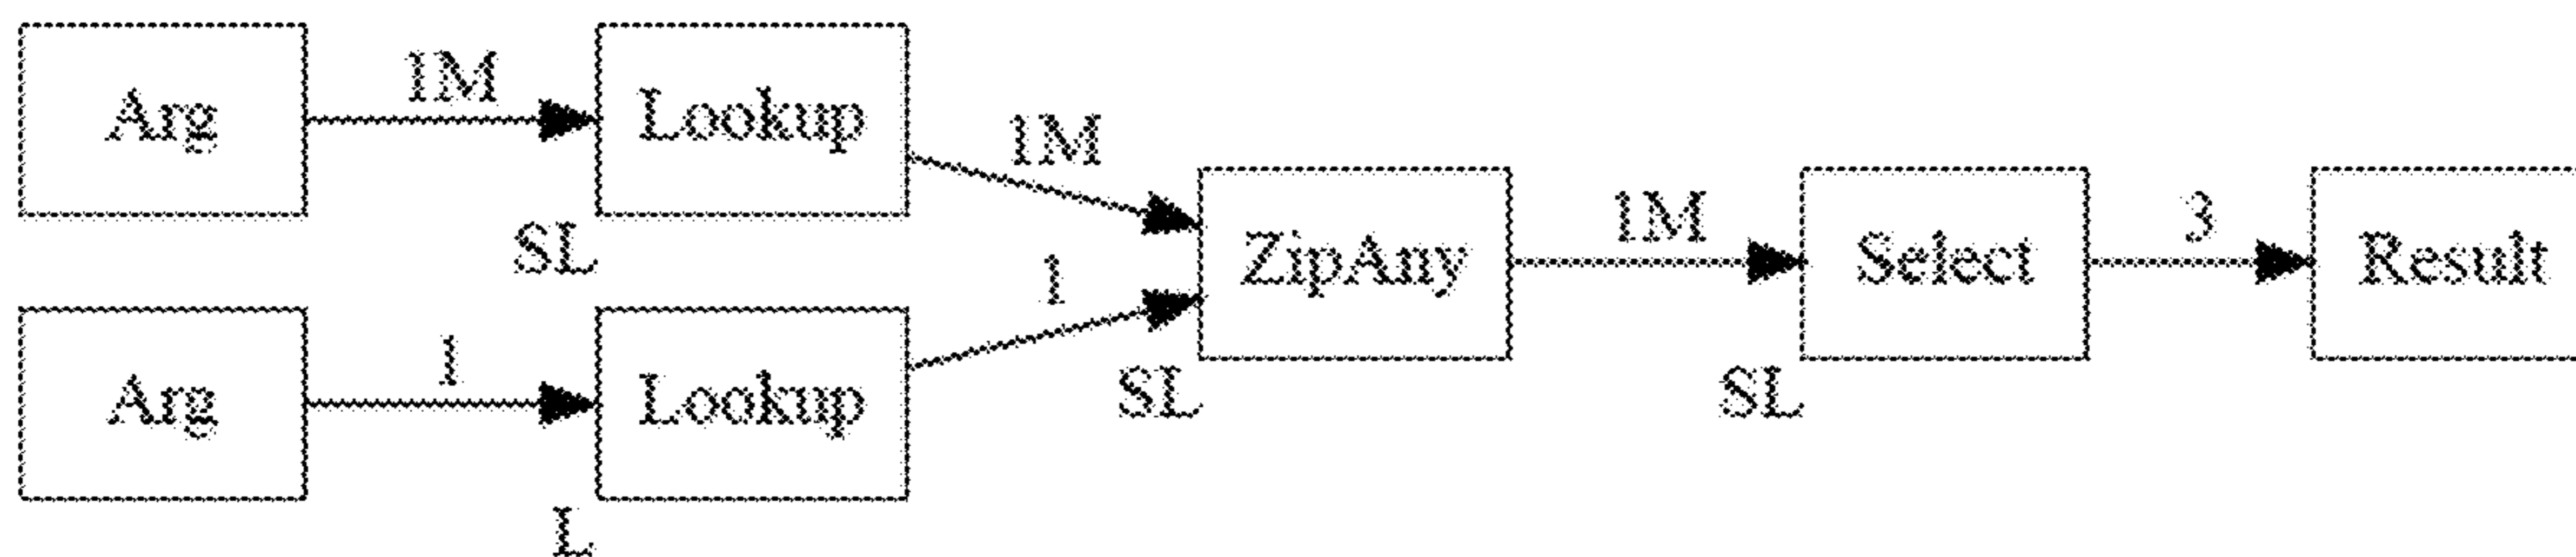 Arg
1M
Lookup
SL
1M
Arg
1
Lookup
L
1
ZipAny
SL
1M
Select
SL
3
Result